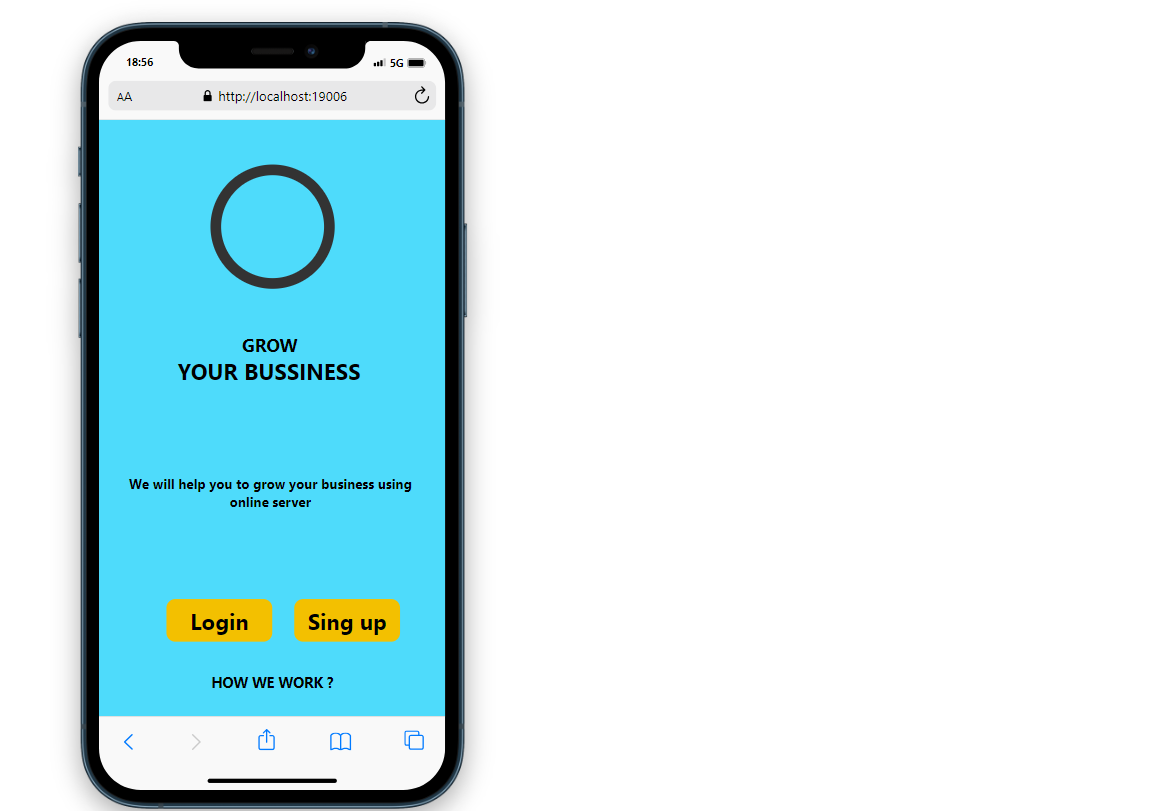 18:56
5G
AA
http://localhost:19006
GROW
YOUR BUSSINESS
We will help you to grow your business using
online server
Login
Sing up
HOW WE WORK ?